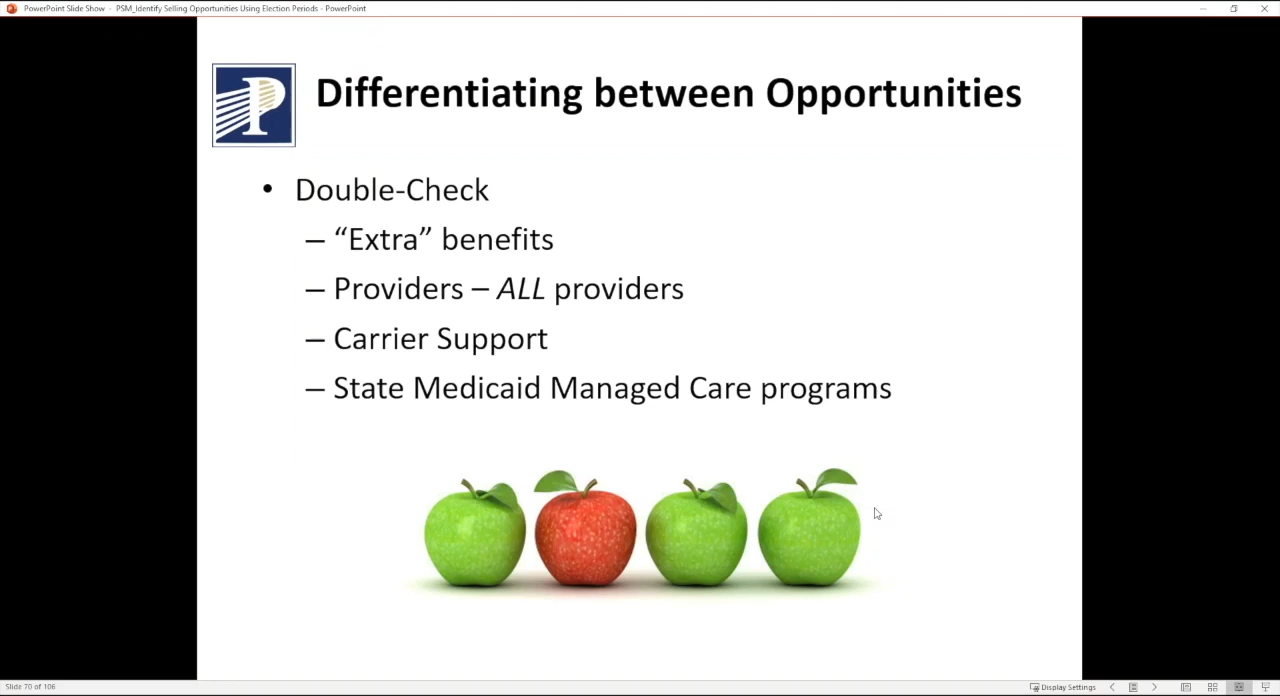 PowerPoint Slide Show - PSM_Identify Selling Opportunities Using Election Periods - PowerPoint
P
Differentiating between Opportunities
• Double-Check
– “Extra” benefits
– Providers – ALL providers
– Carrier Support
– State Medicaid Managed Care programs
Slide 70 of 106
Display Settings